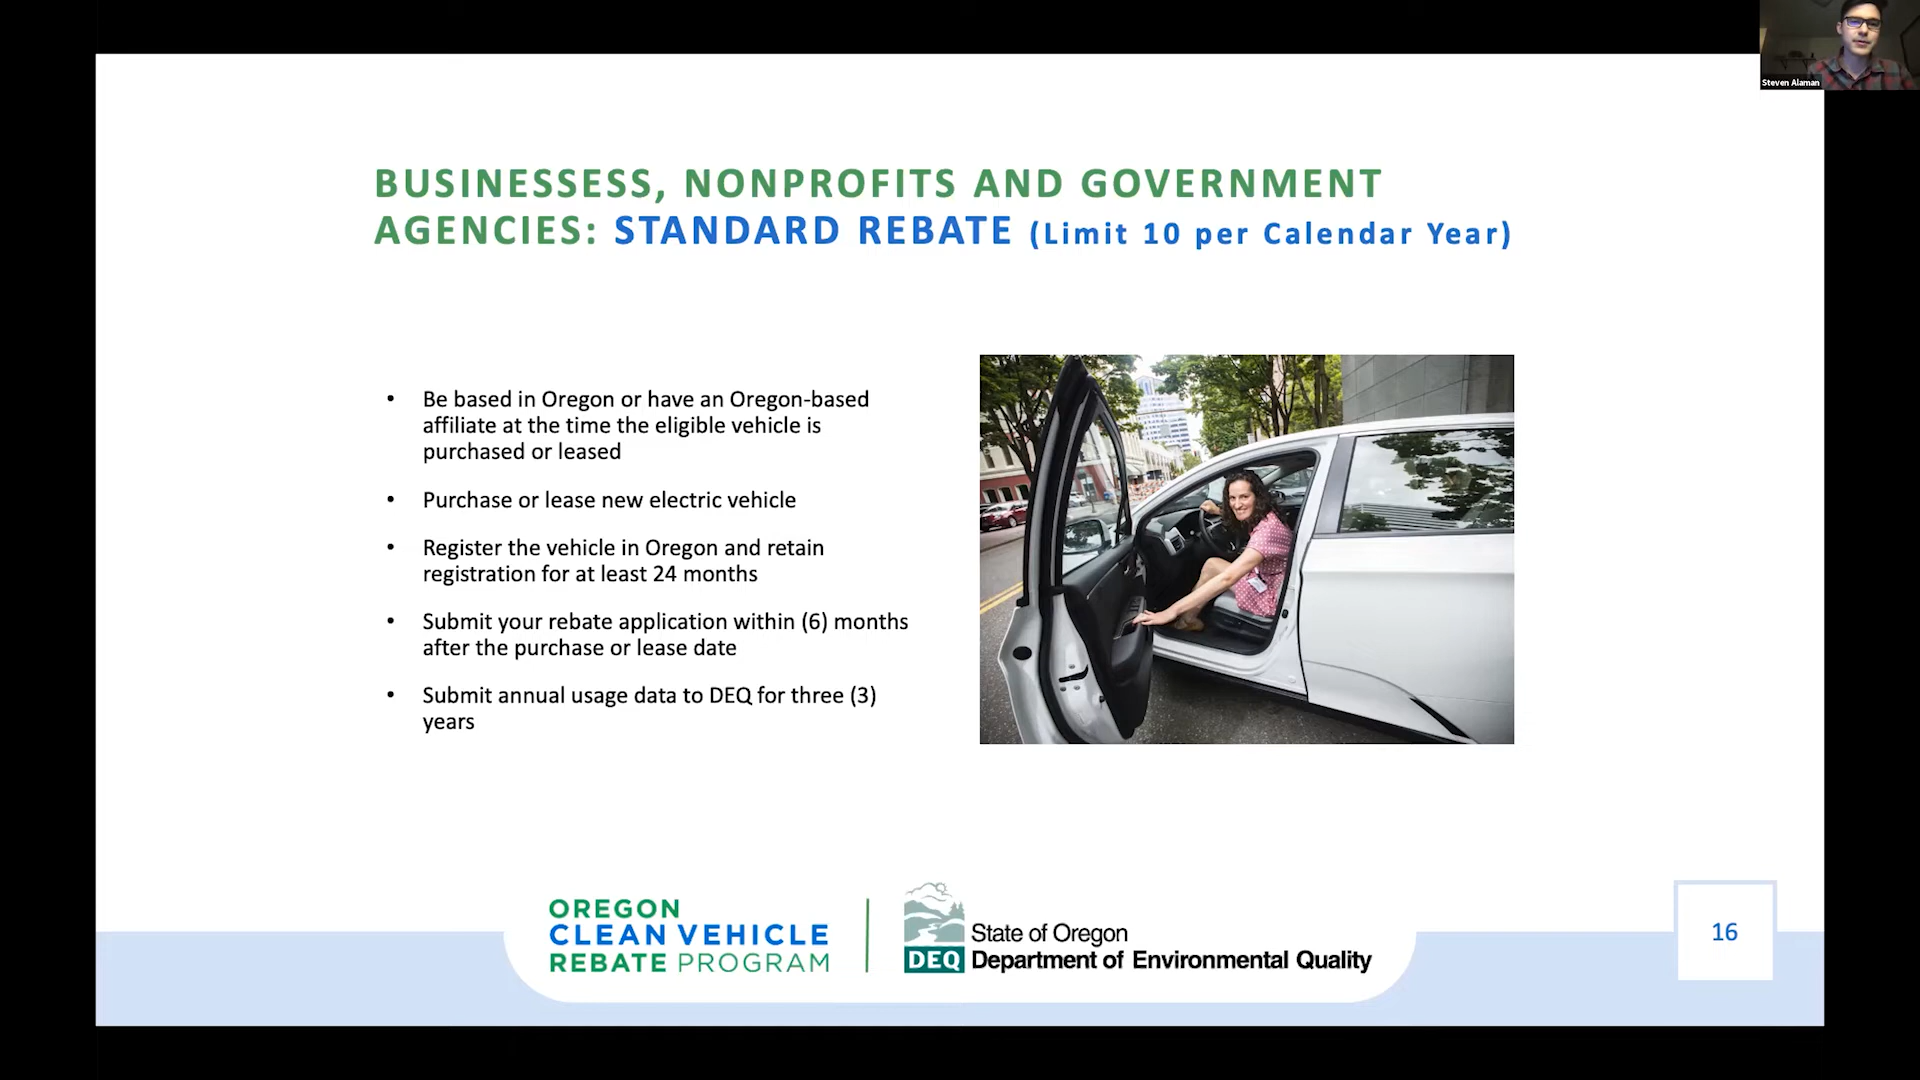 Steven Alaman
BUSINESSESS, NONPROFITS AND GOVERNMENT
AGENCIES: STANDARD REBATE (Limit 10 per Calendar Year)
• Be based in Oregon or have an Oregon-based
affiliate at the time the eligible vehicle is
purchased or leased
• Purchase or lease new electric vehicle
• Register the vehicle in Oregon and retain
registration for at least 24 months
• Submit your rebate application within (6) months
after the purchase or lease date
• Submit annual usage data to DEQ for three (3)
years
OREGON
CLEAN VEHICLE
REBATE PROGRAM
DEQ
State of Oregon
Department of Environmental Quality
16